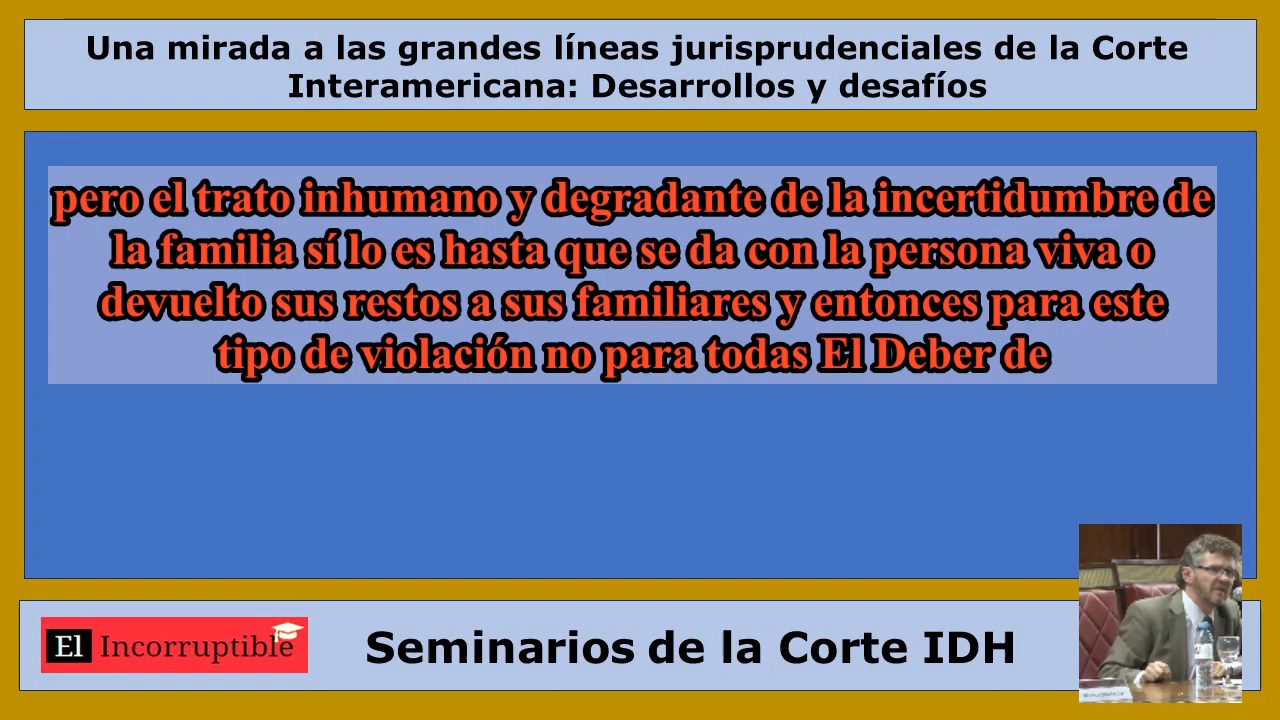 Una mirada a las grandes líneas jurisprudenciales de la Corte
Interamericana: Desarrollos y desafíos
pero el trato inhumano y degradante de la incertidumbre de
la familia sí lo es hasta que se da con la persona viva o
devuelto sus restos a sus familiares y entonces para este
tipo de violación no para todas El Deber de
El Incorruptible
Seminarios de la Corte IDH